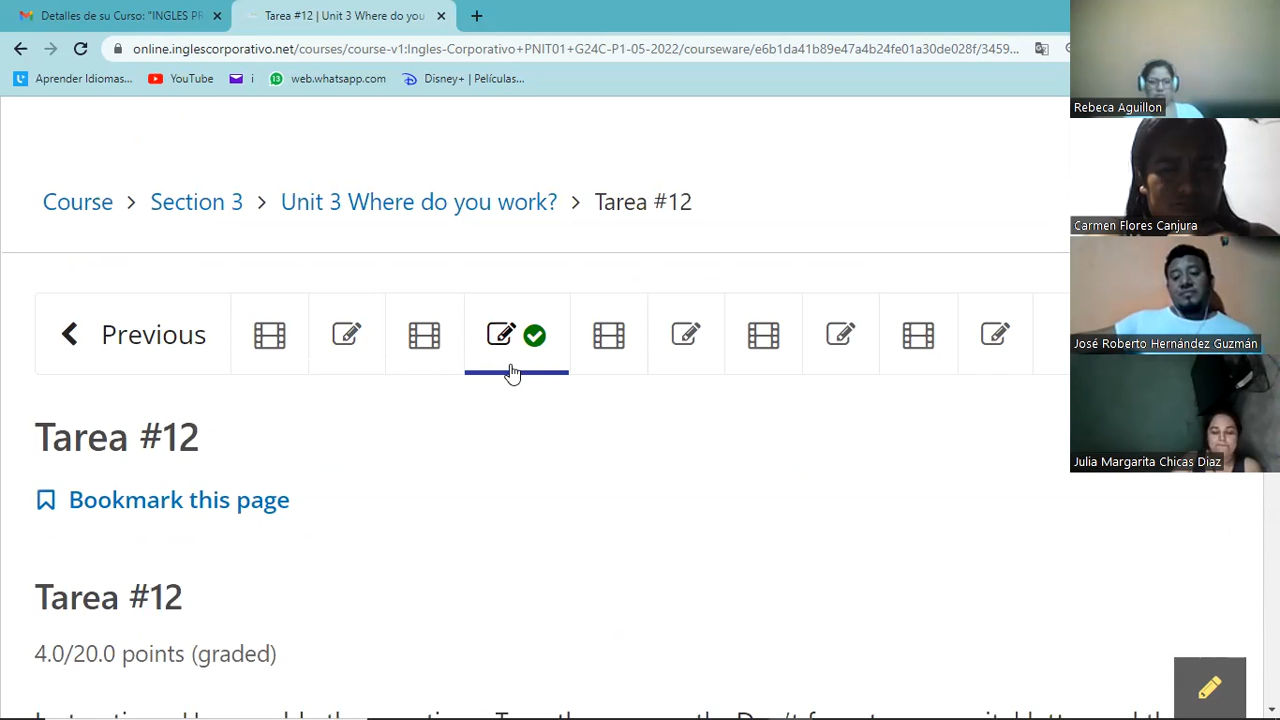 Detalles de su Curso: "INGLES PR
Tarea #12 | Unit 3 Where do you
online.inglescorporativo.net/courses/course-v1:Ingles-Corporativo+PNIT01+G24C-P1-05-2022/courseware/e6b1da41b89e47a4b24fe01a30de028f/3459...
Aprender Idiomas...
YouTube
i
13
web.whatsapp.com
Disney+ | Películas...
Rebeca Aguillon
Carmen Flores Canjura
José Roberto Hernández Guzmán
Julia Margarita Chicas Diaz
Course > Section 3 > Unit 3 Where do you work? > Tarea #12
Previous
Tarea #12
Bookmark this page
Tarea #12
4.0/20.0 points (graded)